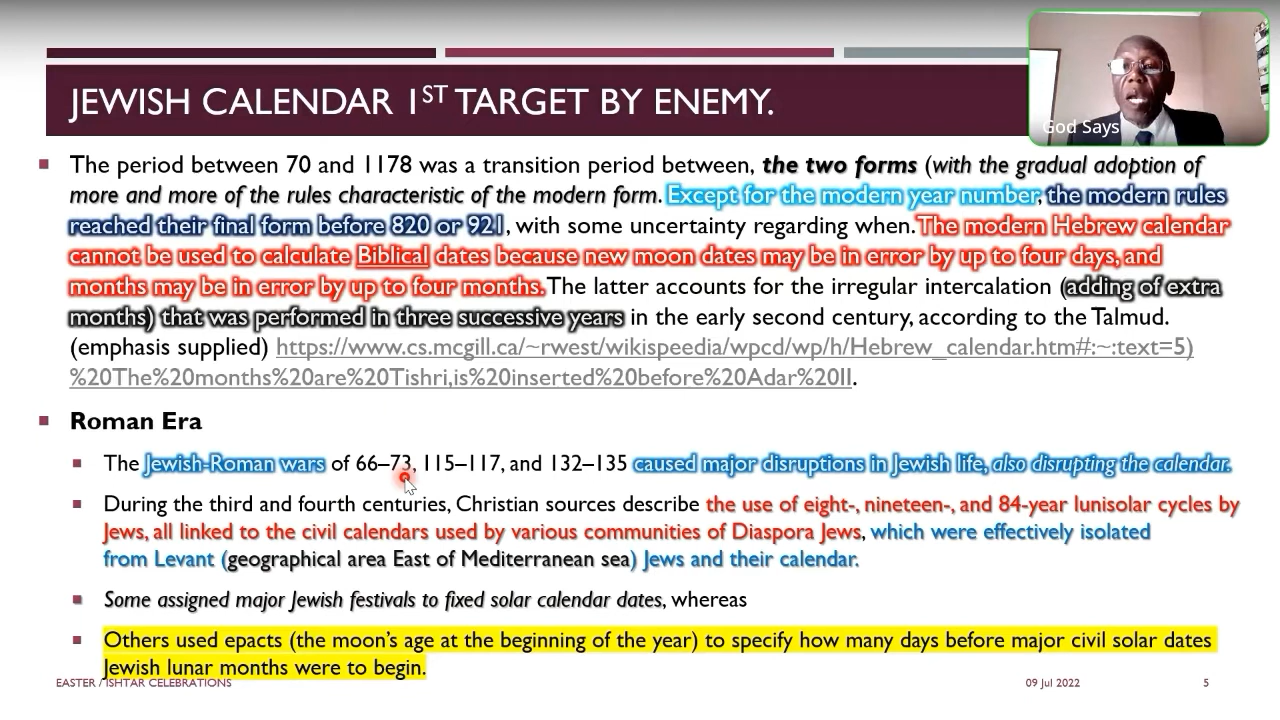 JEWISH CALENDAR 1ST TARGET BY ENEMY.
God Says
The period between 70 and 1178 was a transition period between, the two forms (with the gradual adoption of
more and more of the rules characteristic of the modern form. Except for the modern year number, the modern rules
reached their final form before 820 or 921, with some uncertainty regarding when. The modern Hebrew calendar
cannot be used to calculate Biblical dates because new moon dates may be in error by up to four days, and
months may be in error by up to four months. The latter accounts for the irregular intercalation (adding of extra
months) that was performed in three successive years in the early second century, according to the Talmud.
(emphasis supplied) https://www.cs.mcgill.ca/~rwest/wikispeedia/wpcd/wp/h/Hebrew_calendar.htm#:~:text=5)
%20The%20months%20are%20Tishri,is%20inserted%20before%20Adar%20II.
Roman Era
The Jewish-Roman wars of 66–73, 115–117, and 132–135 caused major disruptions in Jewish life, also disrupting the calendar.
During the third and fourth centuries, Christian sources describe the use of eight-, nineteen-, and 84-year lunisolar cycles by
Jews, all linked to the civil calendars used by various communities of Diaspora Jews, which were effectively isolated
from Levant (geographical area East of Mediterranean sea) Jews and their calendar.
Some assigned major Jewish festivals to fixed solar calendar dates, whereas
Others used epacts (the moon's age at the beginning of the year) to specify how many days before major civil solar dates
Jewish lunar months were to begin.
EASTER / ISHTAR CELEBRATIONS
09 Jul 2022
5